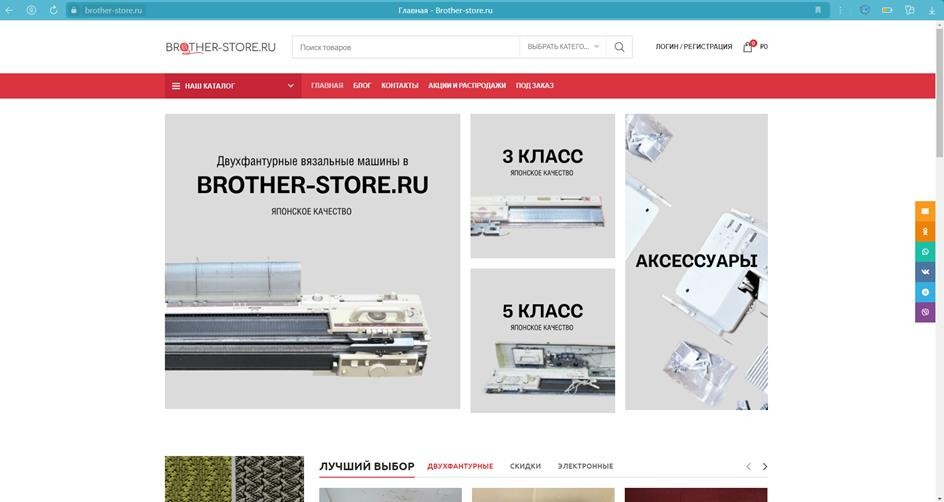 brother-store.ru
Главная - Brother-store.ru
BROTHER-STORE.RU
Поиск товаров
ВЫБРАТЬ КАТЕГО...
ЛОГИН / РЕГИСТРАЦИЯ
0
₽0
НАШ КАТАЛОГ
ГЛАВНАЯ
БЛОГ
КОНТАКТЫ
АКЦИИ И РАСПРОДАЖИ
ПОД ЗАКАЗ
Двухфантурные вязальные машины в
BROTHER-STORE.RU
ЯПОНСКОЕ КАЧЕСТВО
3 КЛАСС
ЯПОНСКОЕ КАЧЕСТВО
5 КЛАСС
ЯПОНСКОЕ КАЧЕСТВО
АКСЕССУАРЫ
ЛУЧШИЙ ВЫБОР
ДВУХФАНТУРНЫЕ
СКИДКИ
ЭЛЕКТРОННЫЕ